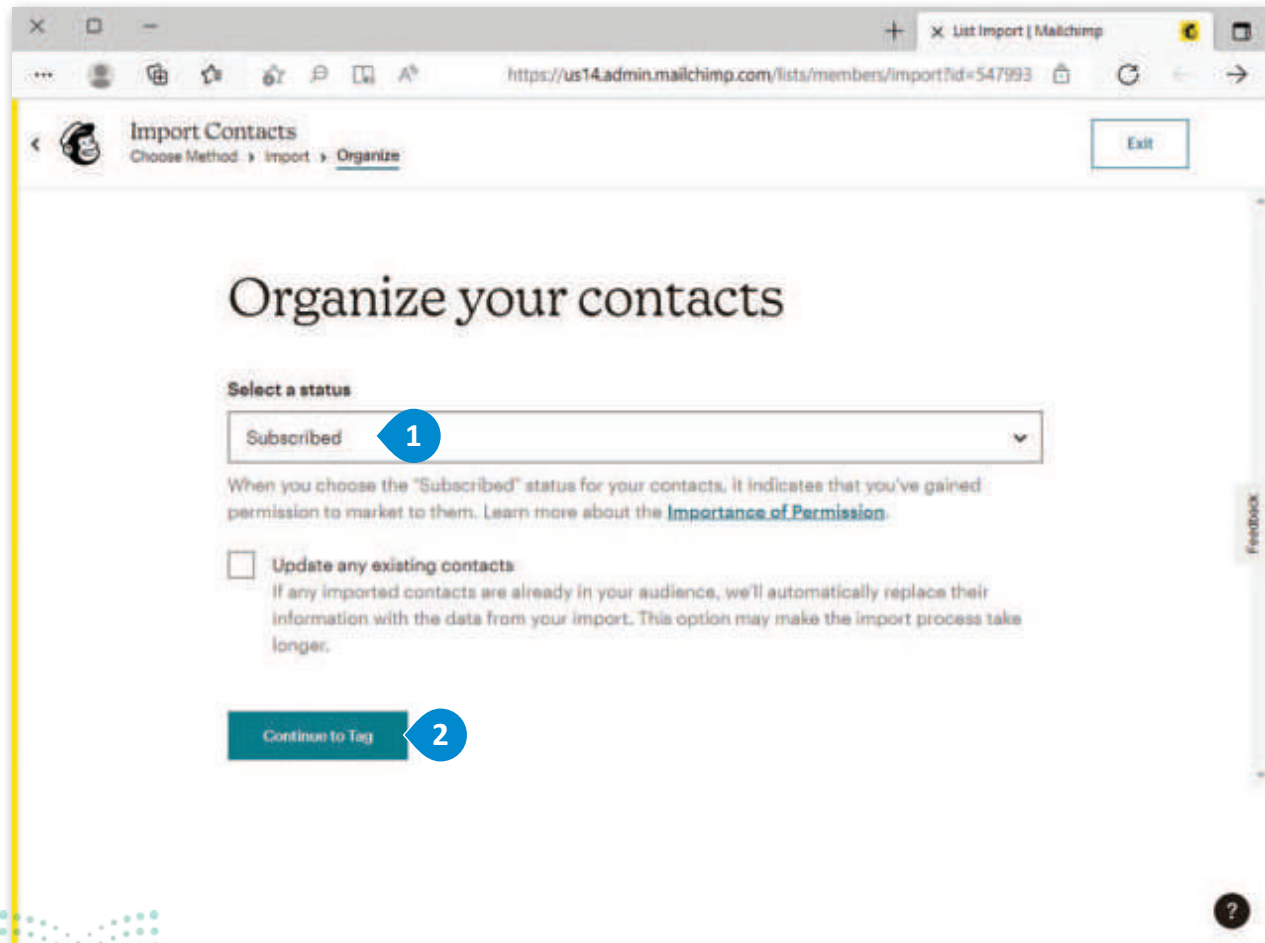 List Import | Mailchimp
https://us14.admin.mailchimp.com/lists/members/import?id=547993
Import Contacts
Choose Method › Import › Organize
Exit
Organize your contacts
Select a status
Subscribed
1
When you choose the "Subscribed" status for your contacts, it indicates that you've gained
permission to market to them. Learn more about the Importance of Permission.
Update any existing contacts
If any imported contacts are already in your audience, we'll automatically replace their
information with the data from your import. This option may make the import process take
longer.
Continue to Tag
2
Feedback
?